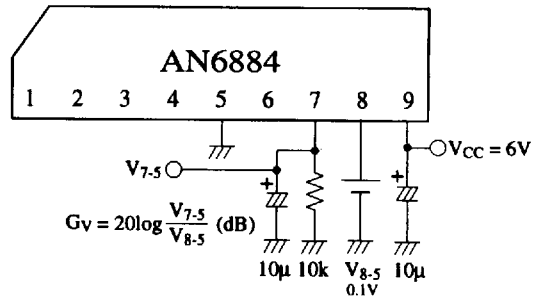 AN6884
1 2 3 4 5 6 7 8 9
V7-5
VCC = 6V
+
+
GV = 20log V7-5/V8-5 (dB)
10μ 10k V8-5 10μ
0.1V